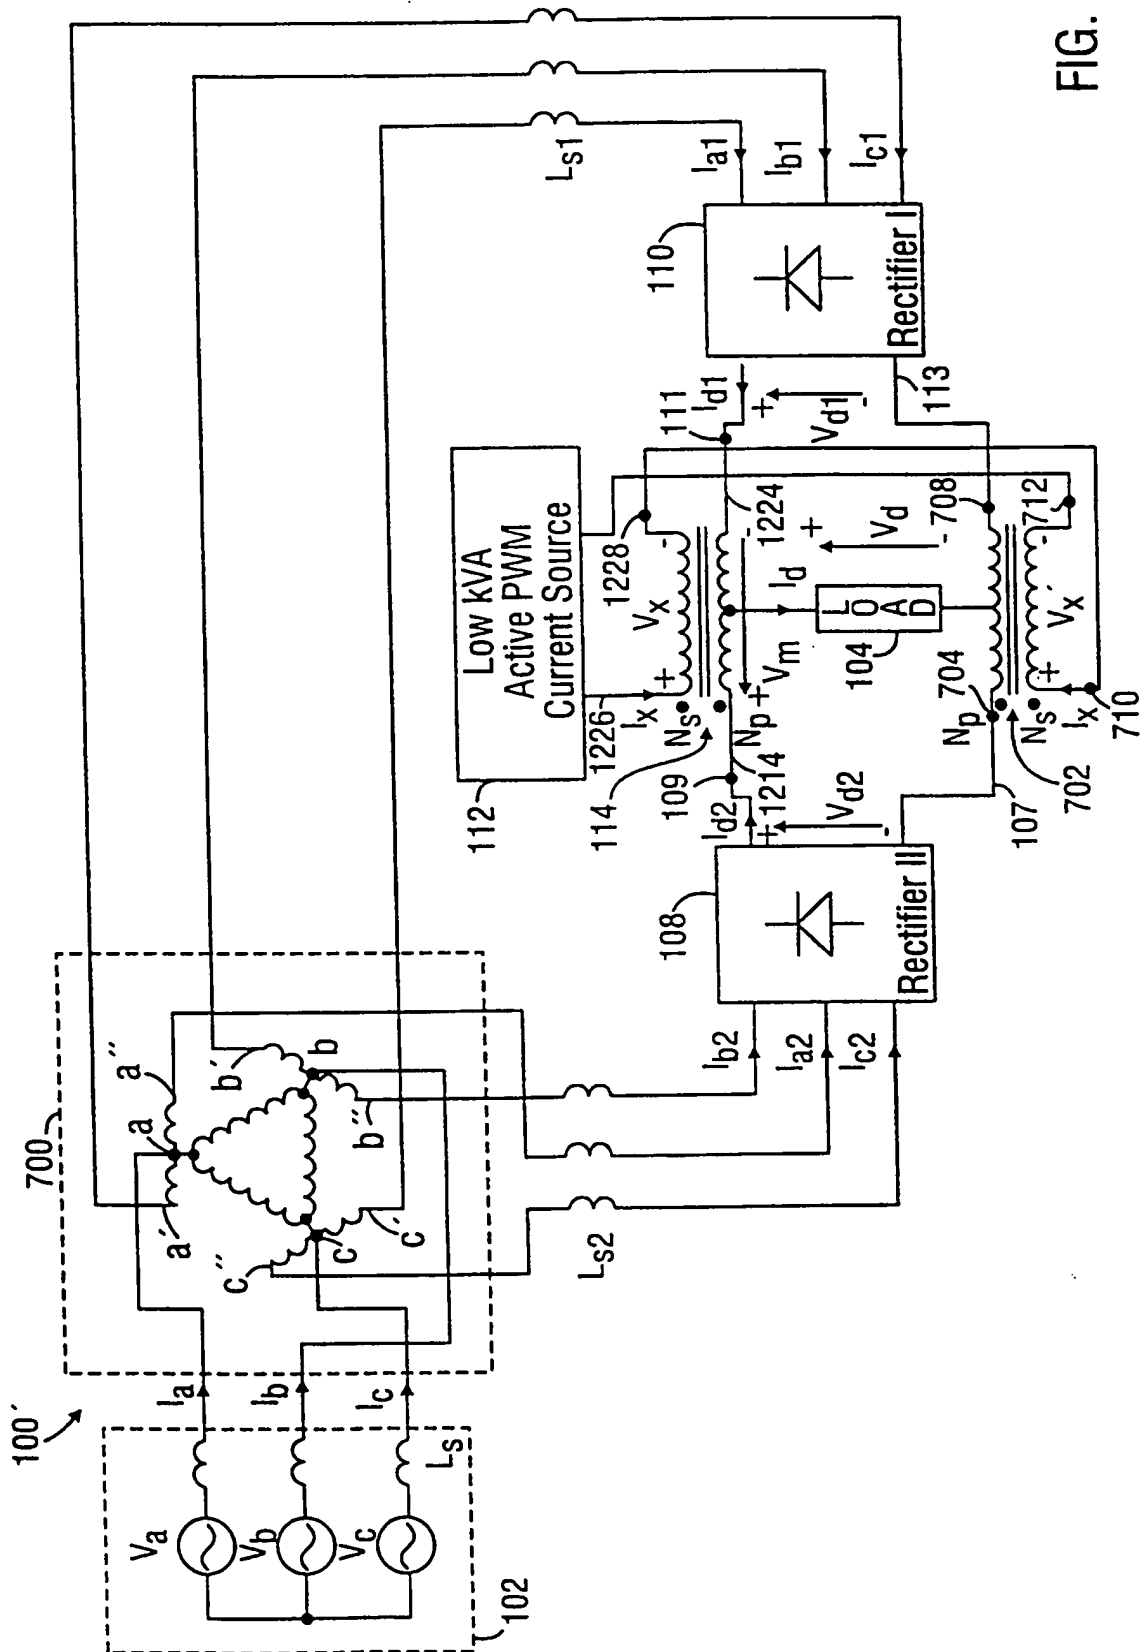 100´
102
Va
Vb
Vc
Ls
Ia
Ib
Ic
700
a
a´
a´´
b
b´
b´´
c
c´
c´´
Ls1
Ls2
Ia1
Ib1
Ic1
Ib2
Ia2
Ic2
110
Rectifier I
108
Rectifier II
112
Low kVA
Active PWM
Current Source
1226
Ix
1228
+
Vx
-
Ns
114
Np
+
Vm
-
1224
1214
109
111
Id1
+
Vd1
-
113
Id2
+
Vd2
-
107
Id
LOAD
104
+
Vd
-
704
708
Np
Ns
702
Ix
710
712
+
Vx´
-
FIG.